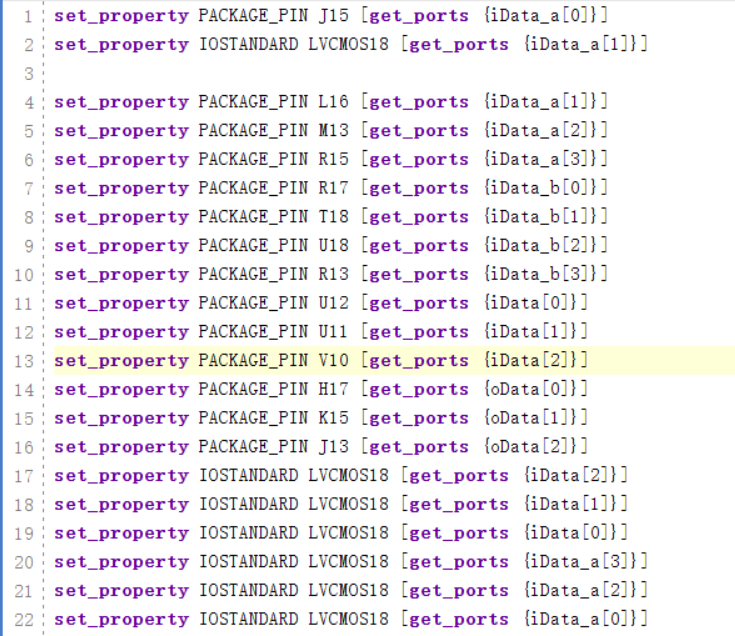 1 set_property PACKAGE_PIN J15 [get_ports {iData_a[0]}]
2 set_property IOSTANDARD LVCMOS18 [get_ports {iData_a[1]}]
3
4 set_property PACKAGE_PIN L16 [get_ports {iData_a[1]}]
5 set_property PACKAGE_PIN M13 [get_ports {iData_a[2]}]
6 set_property PACKAGE_PIN R15 [get_ports {iData_a[3]}]
7 set_property PACKAGE_PIN R17 [get_ports {iData_b[0]}]
8 set_property PACKAGE_PIN T18 [get_ports {iData_b[1]}]
9 set_property PACKAGE_PIN U18 [get_ports {iData_b[2]}]
10 set_property PACKAGE_PIN R13 [get_ports {iData_b[3]}]
11 set_property PACKAGE_PIN U12 [get_ports {iData[0]}]
12 set_property PACKAGE_PIN U11 [get_ports {iData[1]}]
13 set_property PACKAGE_PIN V10 [get_ports {iData[2]}]
14 set_property PACKAGE_PIN H17 [get_ports {oData[0]}]
15 set_property PACKAGE_PIN K15 [get_ports {oData[1]}]
16 set_property PACKAGE_PIN J13 [get_ports {oData[2]}]
17 set_property IOSTANDARD LVCMOS18 [get_ports {iData[2]}]
18 set_property IOSTANDARD LVCMOS18 [get_ports {iData[1]}]
19 set_property IOSTANDARD LVCMOS18 [get_ports {iData[0]}]
20 set_property IOSTANDARD LVCMOS18 [get_ports {iData_a[3]}]
21 set_property IOSTANDARD LVCMOS18 [get_ports {iData_a[2]}]
22 set_property IOSTANDARD LVCMOS18 [get_ports {iData_a[0]}]